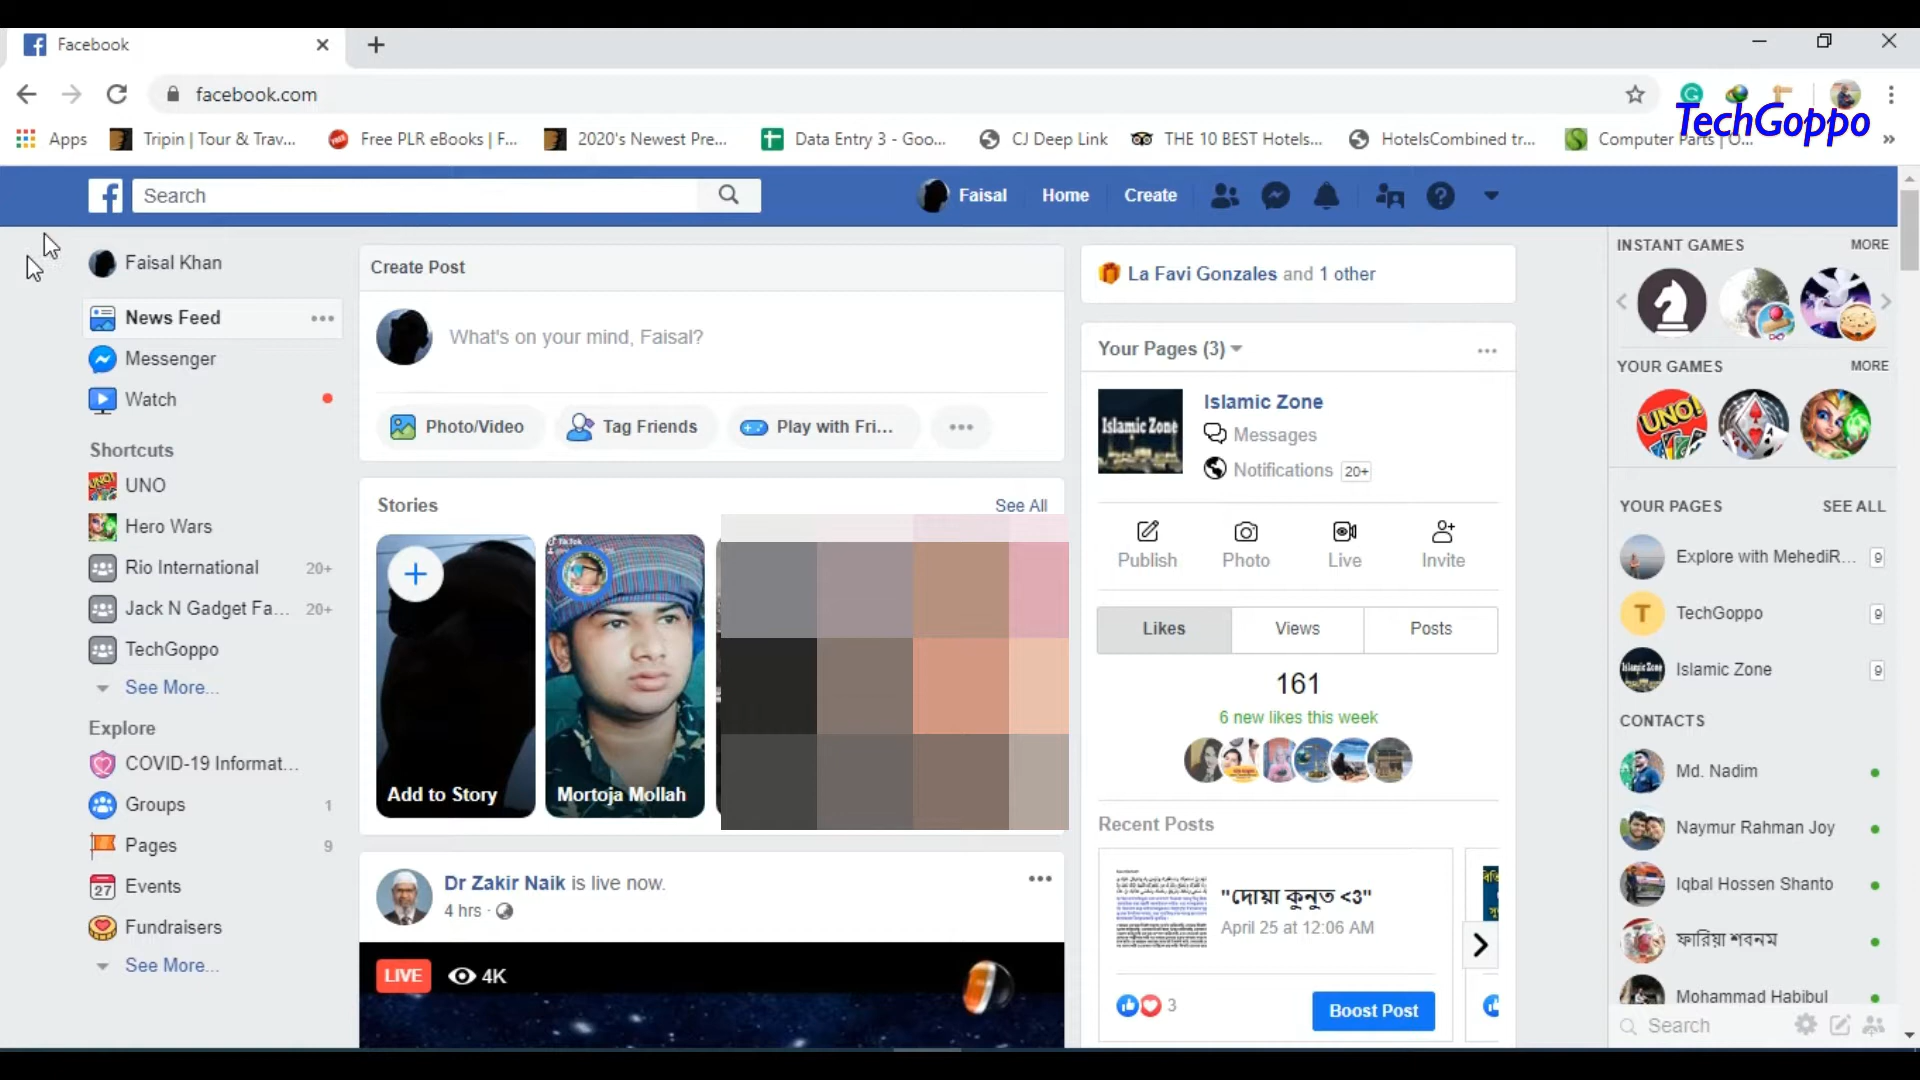 Facebook
facebook.com
TechGoppo
Apps
Tripin | Tour & Trav...
Free PLR eBooks | F...
2020's Newest Pre...
Data Entry 3 - Goo...
CJ Deep Link
THE 10 BEST Hotels...
HotelsCombined tr...
Computer Parts | O...
Search
Faisal
Home
Create
Faisal Khan
News Feed
Messenger
Watch
Shortcuts
UNO
Hero Wars
Rio International 20+
Jack N Gadget Fa... 20+
TechGoppo
See More...
Explore
COVID-19 Informat...
Groups 1
Pages 9
27
Events
Fundraisers
See More...
Create Post
What's on your mind, Faisal?
Photo/Video
Tag Friends
Play with Fri...
Stories
See All
TikTok
Add to Story
Mortoja Mollah
Dr Zakir Naik is live now.
4 hrs ·
LIVE
4K
La Favi Gonzales and 1 other
Your Pages (3)
Islamic Zone
Islamic Zone
Messages
Notifications 20+
Publish
Photo
Live
Invite
Likes
Views
Posts
161
6 new likes this week
Recent Posts
"দোয়া কুনুত <3"
April 25 at 12:06 AM
3
Boost Post
INSTANT GAMES
MORE
YOUR GAMES
MORE
UNO!
YOUR PAGES
SEE ALL
Explore with MehediR... 9
T
TechGoppo 9
Islamic Zone
Islamic Zone 9
CONTACTS
Md. Nadim
Naymur Rahman Joy
Iqbal Hossen Shanto
ফারিয়া শবনম
Mohammad Habibul
Search